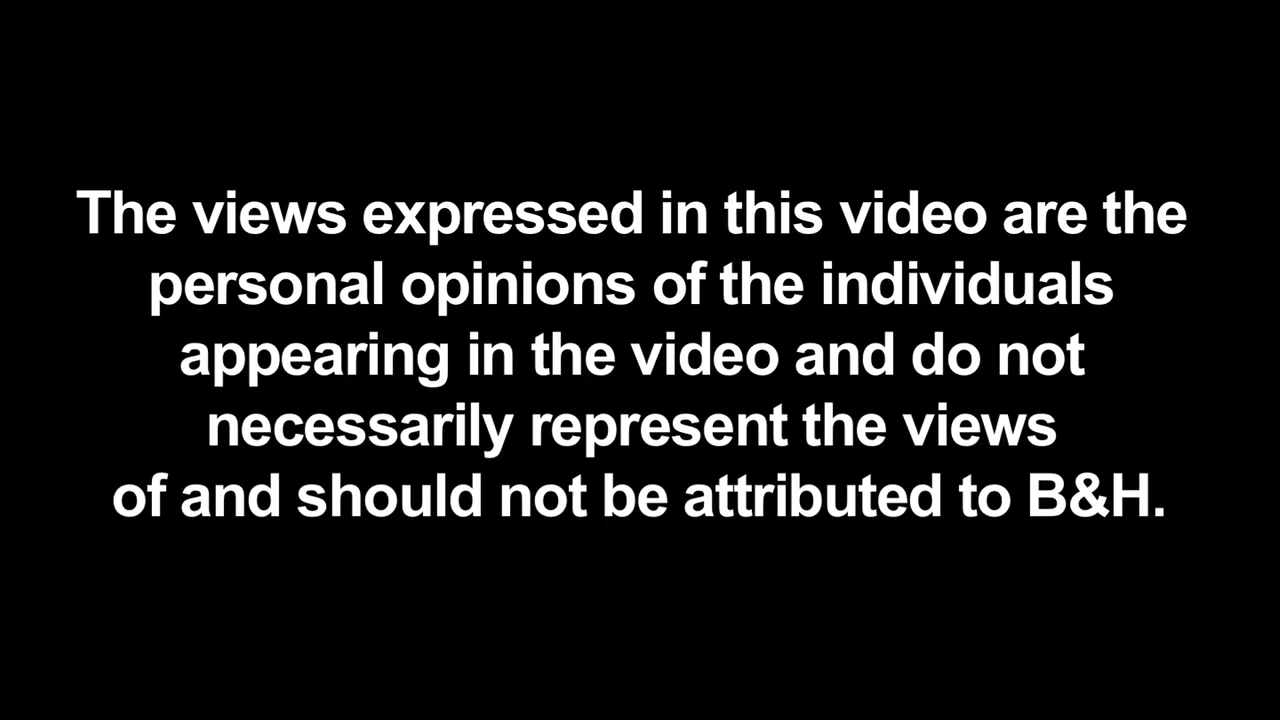 The views expressed in this video are the
personal opinions of the individuals
appearing in the video and do not
necessarily represent the views
of and should not be attributed to B&H.